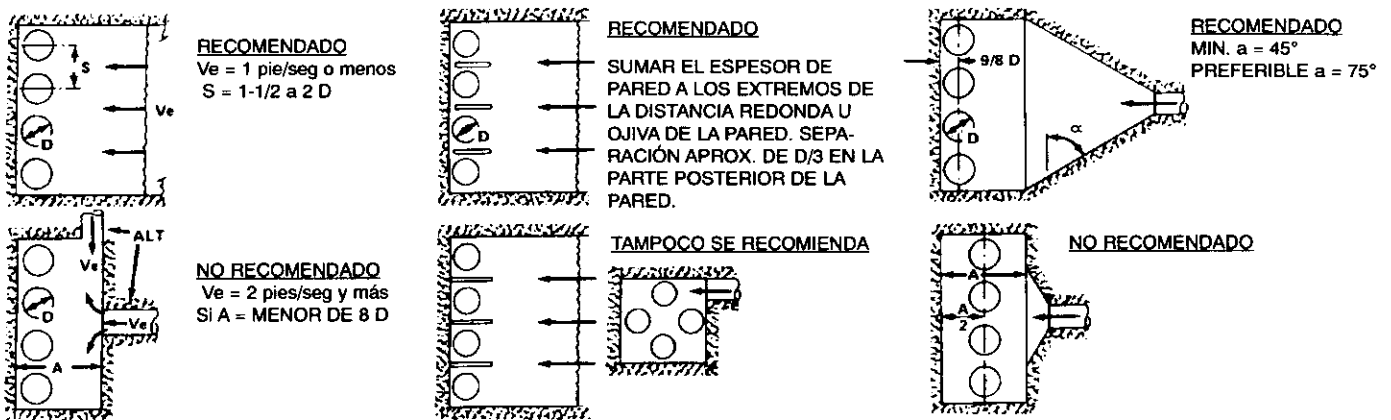 RECOMENDADO
Ve = 1 pie/seg o menos
S = 1-1/2 a 2 D
S
Ve
D
RECOMENDADO
SUMAR EL ESPESOR DE
PARED A LOS EXTREMOS DE
LA DISTANCIA REDONDA U
OJIVA DE LA PARED. SEPA-
RACIÓN APROX. DE D/3 EN LA
PARTE POSTERIOR DE LA
PARED.
D
RECOMENDADO
MIN. a = 45°
PREFERIBLE a = 75°
9/8 D
D
α
ALT
Ve
NO RECOMENDADO
Ve = 2 pies/seg y más
Si A = MENOR DE 8 D
D
Ve
A
TAMPOCO SE RECOMIENDA
NO RECOMENDADO
A
A
2